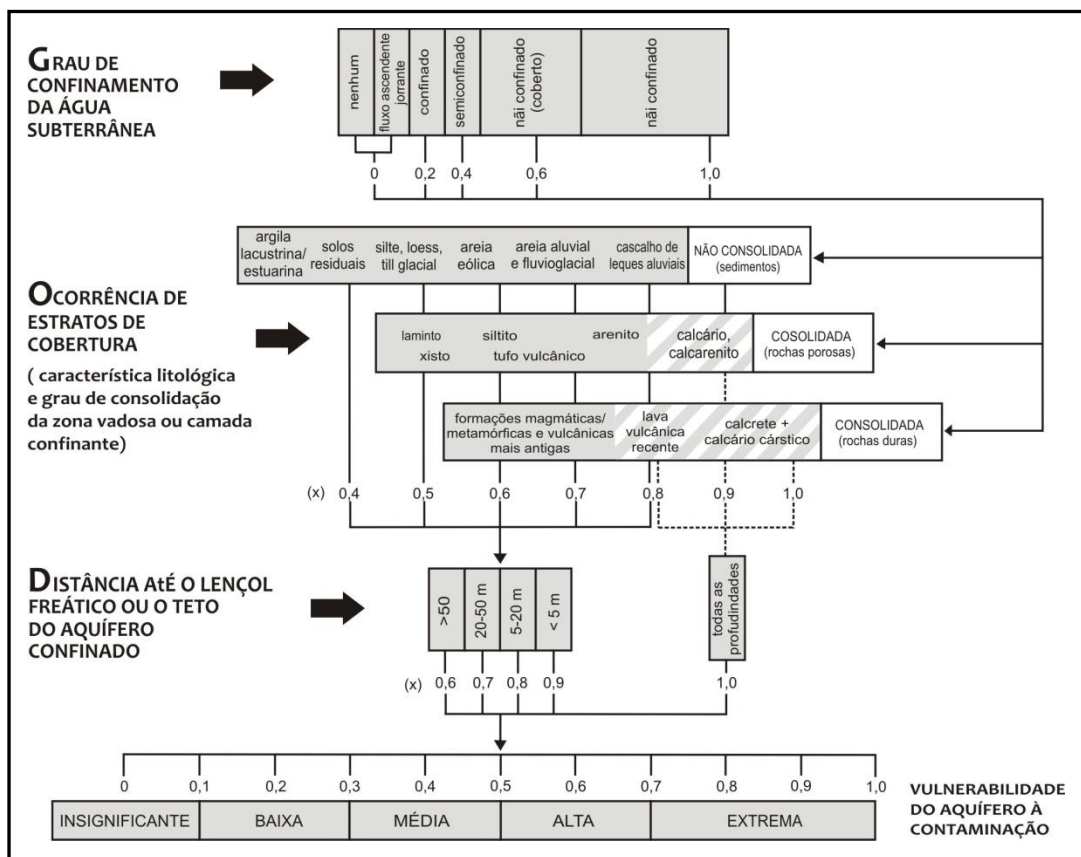 GRAU DE
CONFINAMENTO
DA ÁGUA
SUBTERRÂNEA
nenhum
fluxo ascendente
jorrante
confinado
semiconfinado
nãi confinado
(coberto)
nãi confinado
0
0,2
0,4
0,6
1,0
OCORRÊNCIA DE
ESTRATOS DE
COBERTURA
( característica litológica
e grau de consolidação
da zona vadosa ou camada
confinante)
argila
lacustrina/
estuarina
solos
residuais
silte, loess,
till glacial
areia
eólica
areia aluvial
e fluvioglacial
cascalho de
leques aluviais
NÃO CONSOLIDADA
(sedimentos)
laminto
xisto
siltito
tufo vulcânico
arenito
calcário,
calcarenito
COSOLIDADA
(rochas porosas)
formações magmáticas/
metamórficas e vulcânicas
mais antigas
lava
vulcânica
recente
calcrete +
calcário cárstico
CONSOLIDADA
(rochas duras)
(x) 0,4 0,5 0,6 0,7 0,8 0,9 1,0
DISTÂNCIA AtÉ O LENÇOL
FREÁTICO OU O TETO
DO AQUÍFERO
CONFINADO
>50
20-50 m
5-20 m
< 5 m
todas as
profudindades
(x) 0,6 0,7 0,8 0,9 1,0
0 0,1 0,2 0,3 0,4 0,5 0,6 0,7 0,8 0,9 1,0
INSIGNIFICANTE BAIXA MÉDIA ALTA EXTREMA
VULNERABILIDADE
DO AQUÍFERO À
CONTAMINAÇÃO